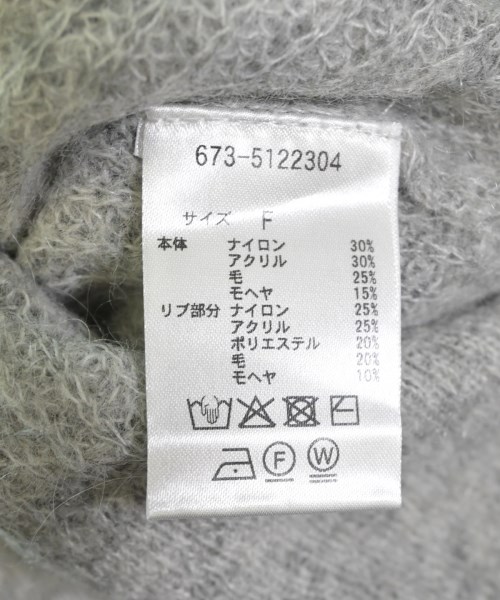 673-5122304
サイズ F
本体 ナイロン 30%
アクリル 30%
毛 25%
モヘヤ 15%
リブ部分 ナイロン 25%
アクリル 25%
ポリエステル 20%
毛 20%
モヘヤ 10%
F W